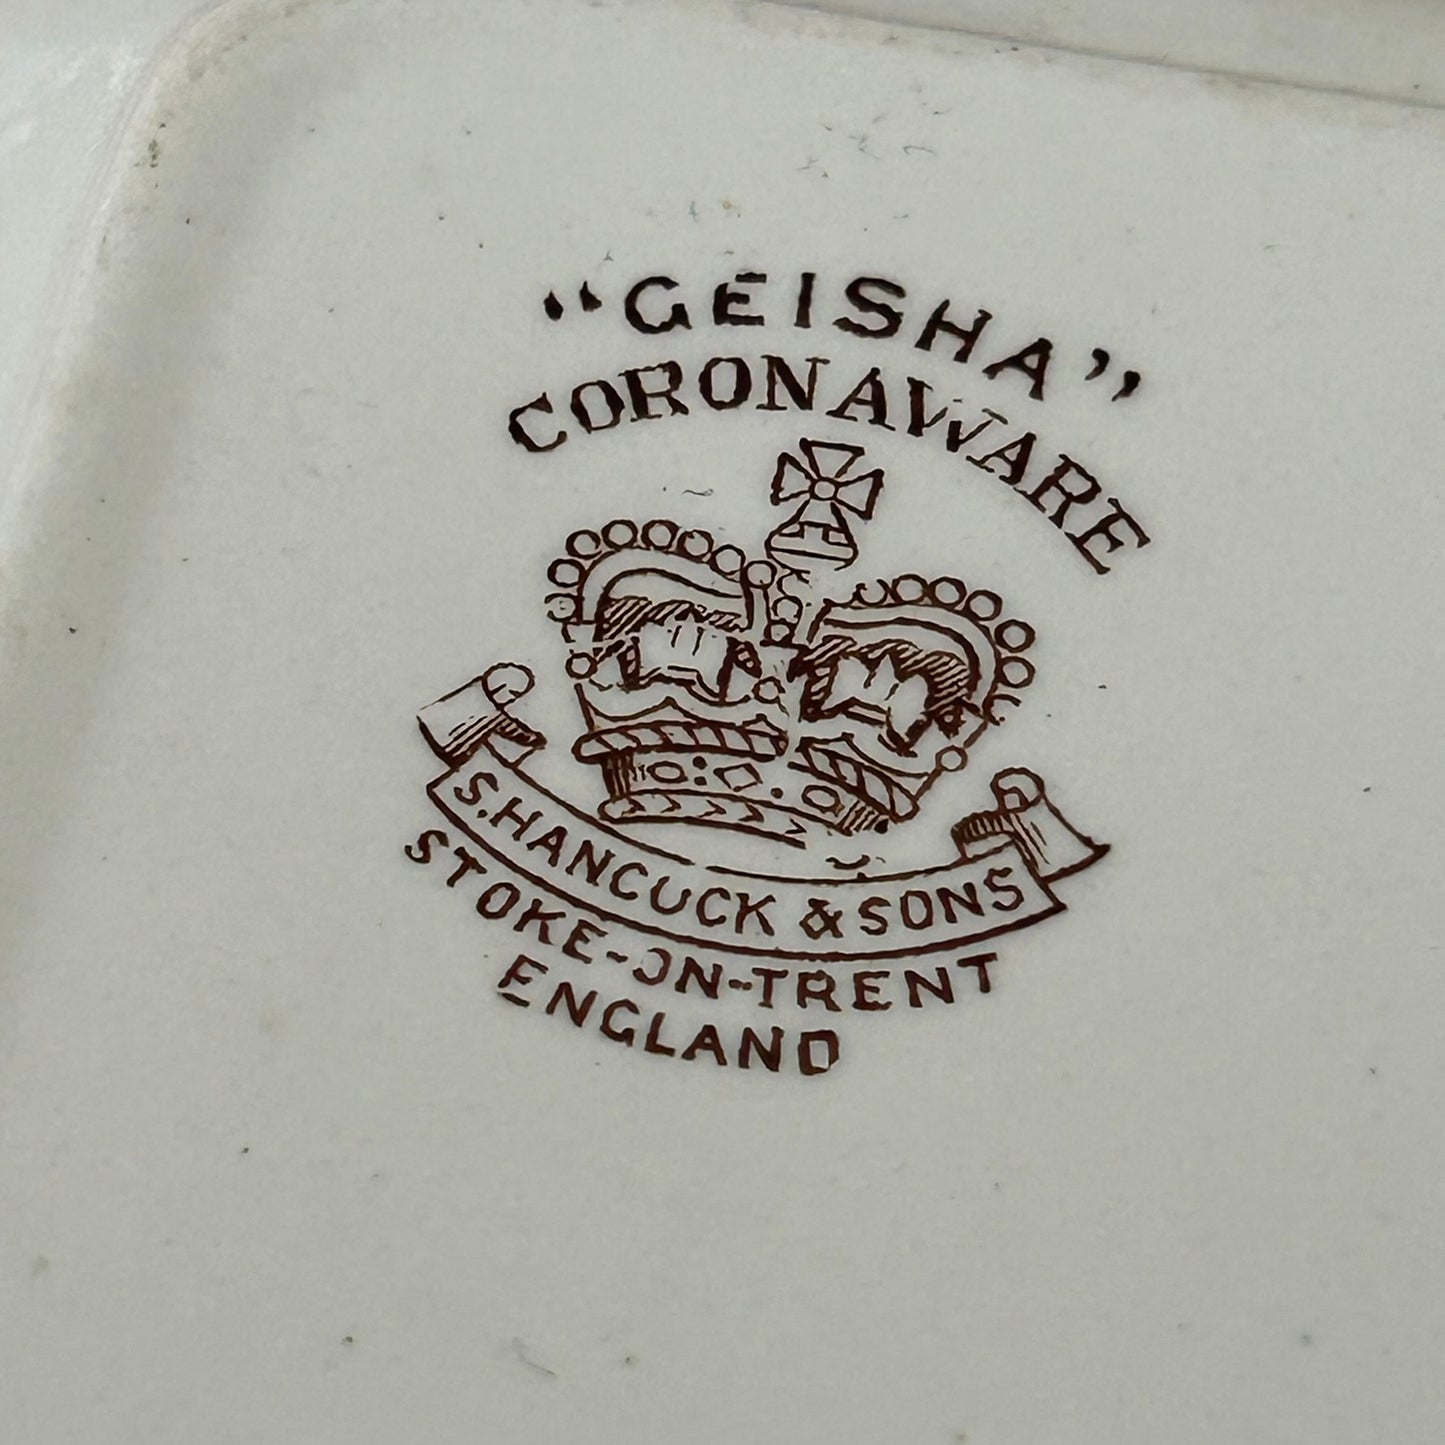 “GEISHA”
CORONAWARE
S. HANCOCK & SONS
STOKE-ON-TRENT
ENGLAND